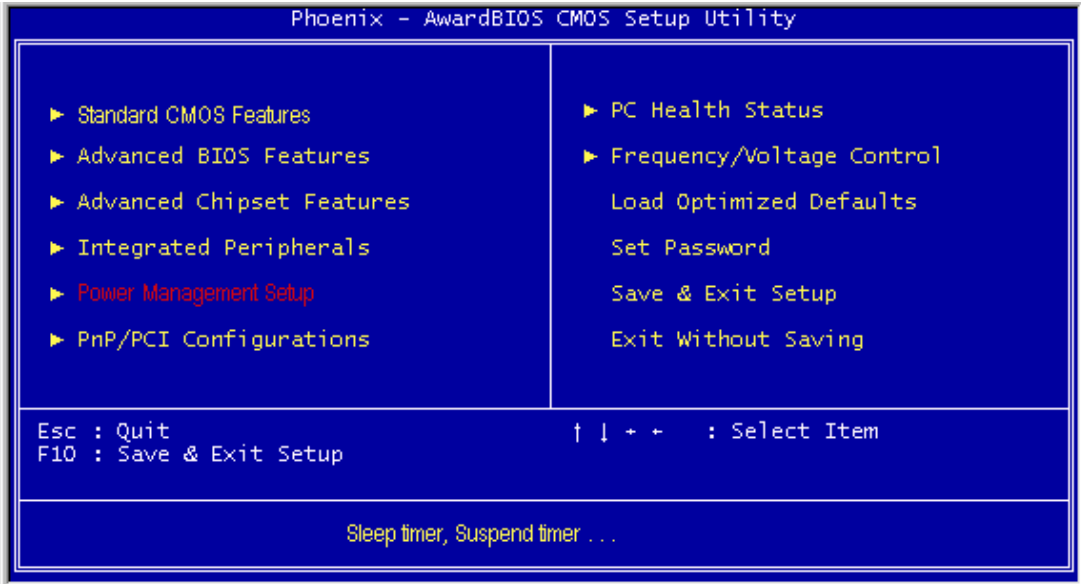 Phoenix - AwardBIOS CMOS Setup Utility
► Standard CMOS Features
► Advanced BIOS Features
► Advanced Chipset Features
► Integrated Peripherals
► Power Management Setup
► PnP/PCI Configurations
► PC Health Status
► Frequency/Voltage Control
Load Optimized Defaults
Set Password
Save & Exit Setup
Exit Without Saving
Esc : Quit
F10 : Save & Exit Setup
↑ ↓ → ← : Select Item
Sleep timer, Suspend timer . . .